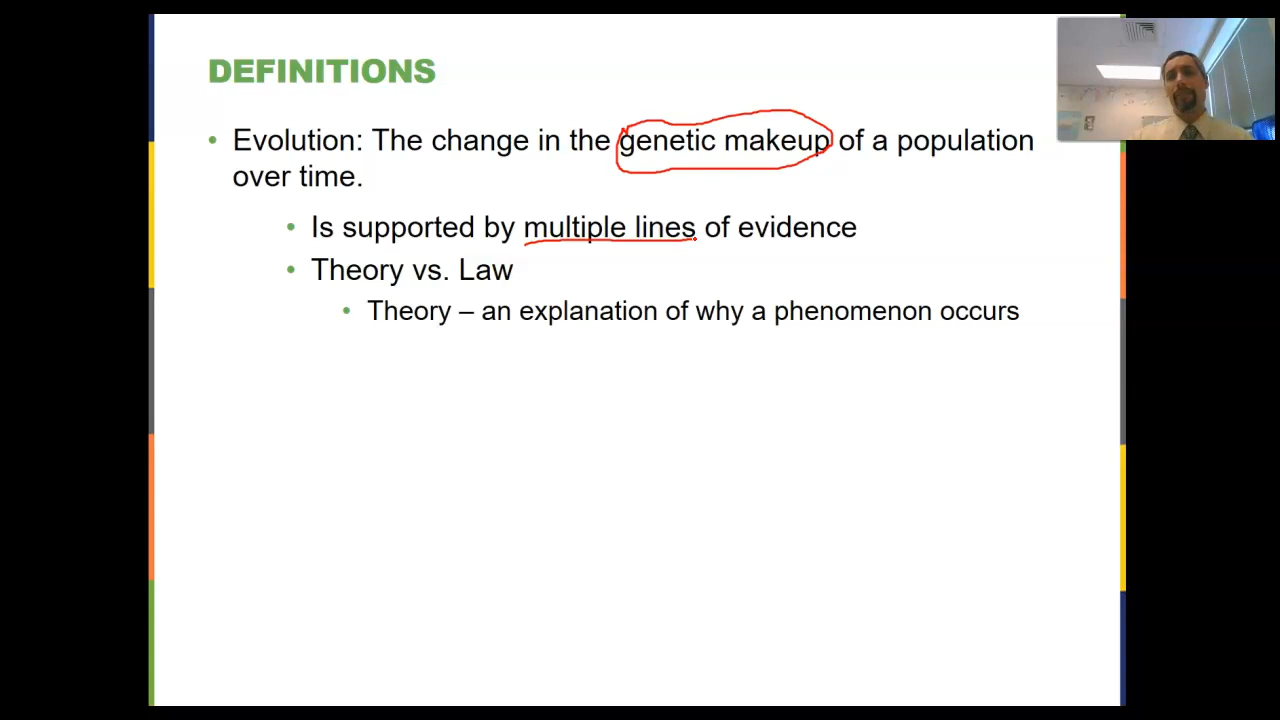 DEFINITIONS
• Evolution: The change in the genetic makeup of a population
over time.
• Is supported by multiple lines of evidence
• Theory vs. Law
• Theory – an explanation of why a phenomenon occurs